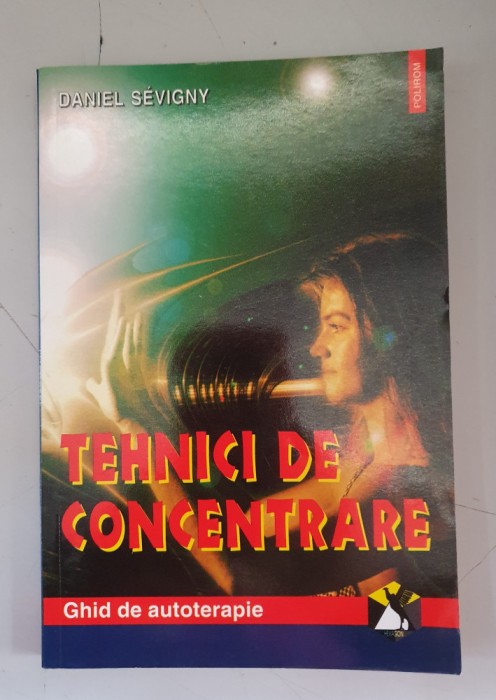 DANIEL SÉVIGNY
POLIROM
TEHNICI DE
CONCENTRARE
Ghid de autoterapie